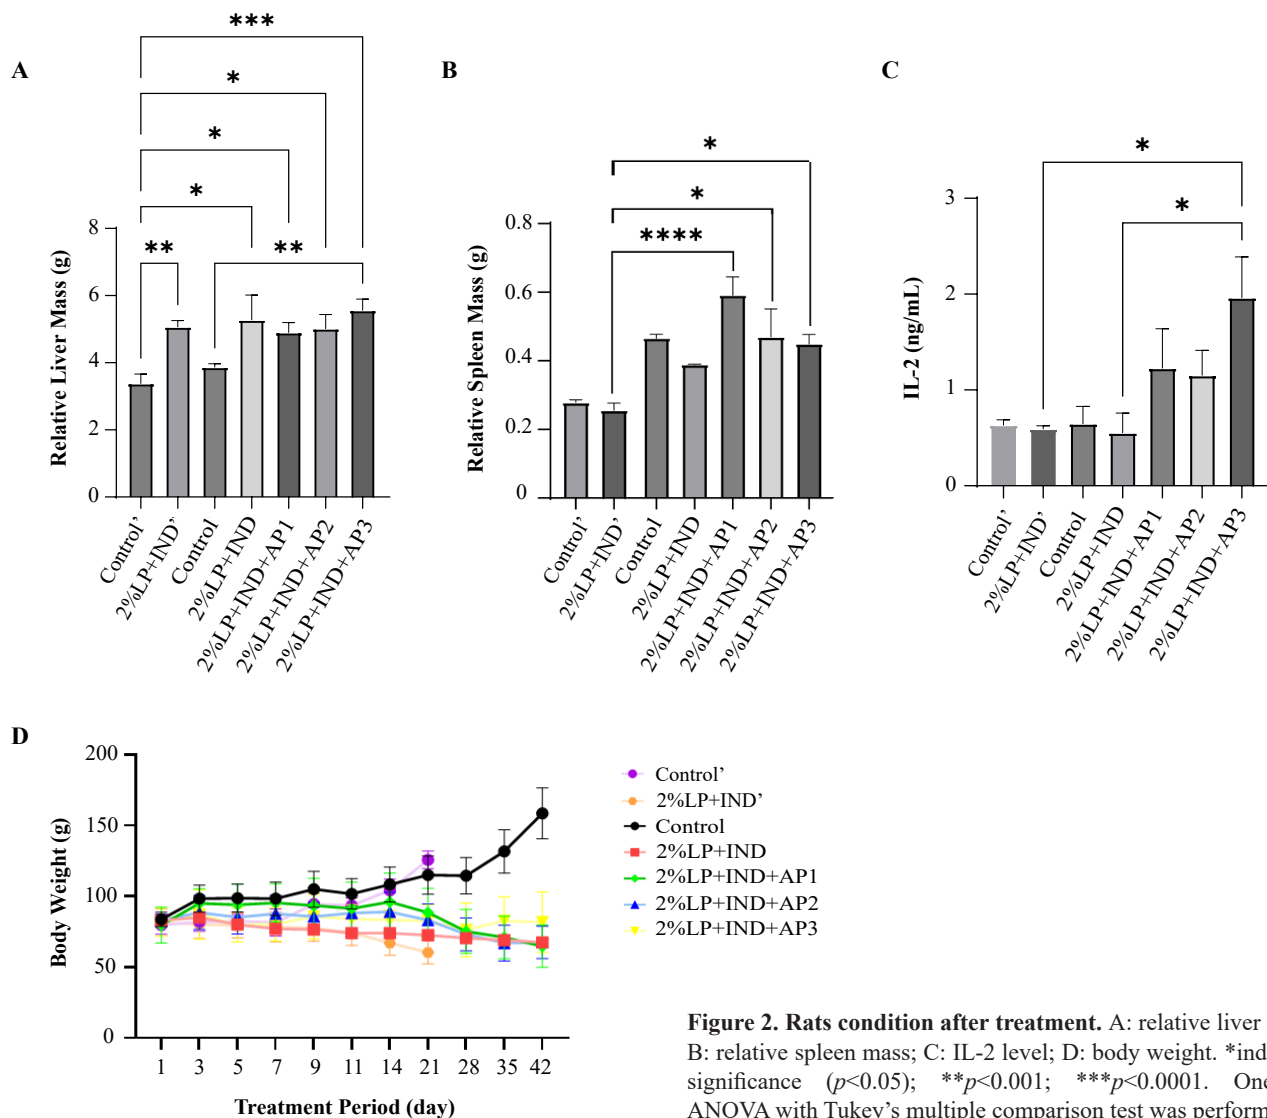 A
***
*
*
*
**
**
Relative Liver Mass (g)
8
6
4
2
0
Control’
2%LP+IND’
Control
2%LP+IND
2%LP+IND+AP1
2%LP+IND+AP2
2%LP+IND+AP3
B
*
*
****
Relative Spleen Mass (g)
0.8
0.6
0.4
0.2
0
Control’
2%LP+IND’
Control
2%LP+IND
2%LP+IND+AP1
2%LP+IND+AP2
2%LP+IND+AP3
C
*
*
IL-2 (ng/mL)
3
2
1
0
Control’
2%LP+IND’
Control
2%LP+IND
2%LP+IND+AP1
2%LP+IND+AP2
2%LP+IND+AP3
D
Body Weight (g)
200
150
100
50
0
1 3 5 7 9 11 14 21 28 35 42
Treatment Period (day)
Control’
2%LP+IND’
Control
2%LP+IND
2%LP+IND+AP1
2%LP+IND+AP2
2%LP+IND+AP3
Figure 2. Rats condition after treatment. A: relative liver
B: relative spleen mass; C: IL-2 level; D: body weight. *ind
significance (p<0.05); **p<0.001; ***p<0.0001. One
ANOVA with Tukey’s multiple comparison test was perform